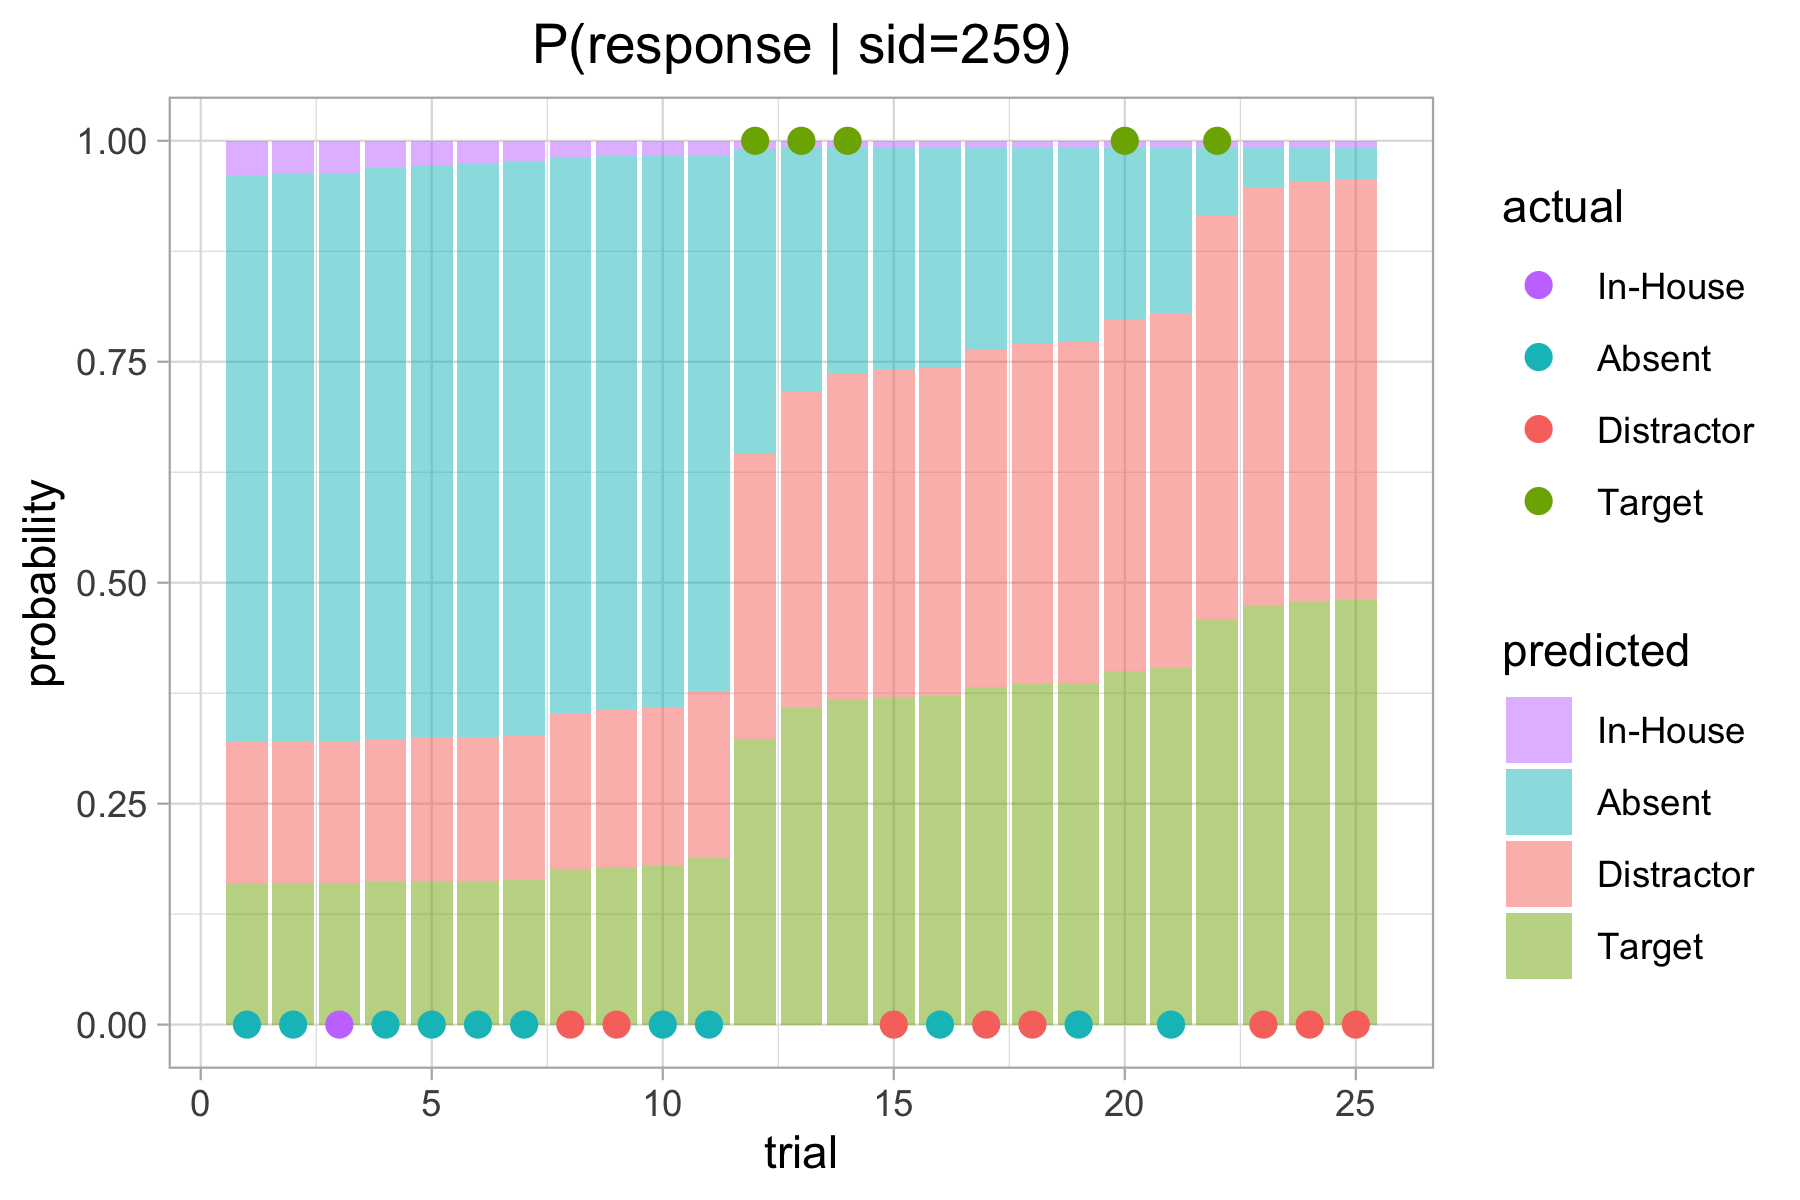 P(response | sid=259)
1.00
0.75
0.50
0.25
0.00
probability
0 5 10 15 20 25
trial
actual
In-House
Absent
Distractor
Target
predicted
In-House
Absent
Distractor
Target